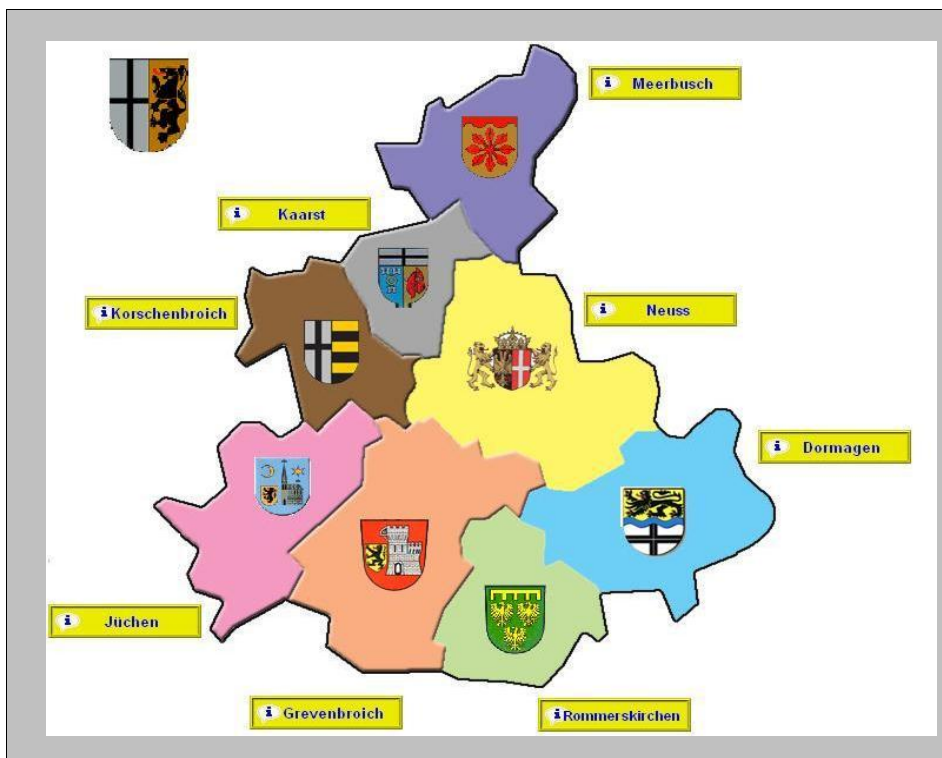 Meerbusch
Kaarst
Korschenbroich
Neuss
Dormagen
Jüchen
Grevenbroich
Rommerskirchen